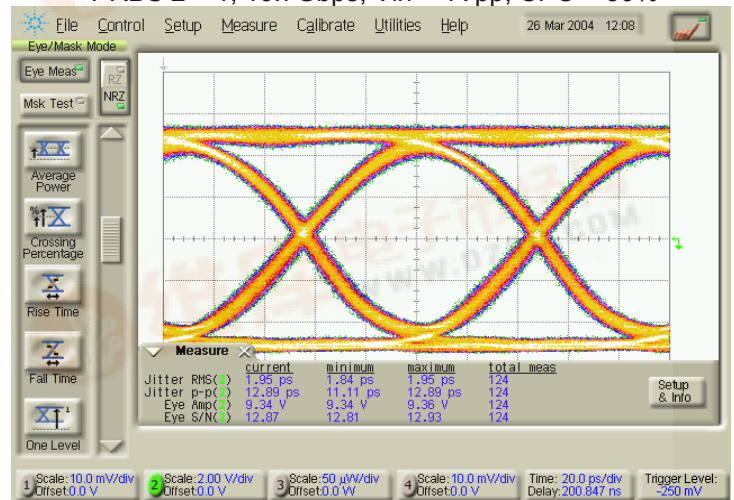 File Control Setup Measure Calibrate Utilities Help 26 Mar 2004 12:08
Eye/Mask Mode
Eye Meas
RZ
Msk Test
NRZ
Average
Power
Crossing
Percentage
Rise Time
Fall Time
One Level
Measure
current minimum maximum total meas
Jitter RMS(2) 1.95 ps 1.84 ps 1.95 ps 124
Jitter p-p(2) 12.89 ps 11.11 ps 12.89 ps 124
Eye Amp(2) 9.34 V 9.34 V 9.36 V 124
Eye S/N(2) 12.87 12.81 12.93 124
Setup
& Info
1 Scale:10.0 mV/div
Offset:0.0 V
2 Scale:2.00 V/div
Offset:0.0 V
3 Scale:50 µW/div
Offset:0.0 W
4 Scale:10.0 mV/div
Offset:0.0 V
Time: 20.0 ps/div
Delay:200.847 ns
Trigger Level:
-250 mV